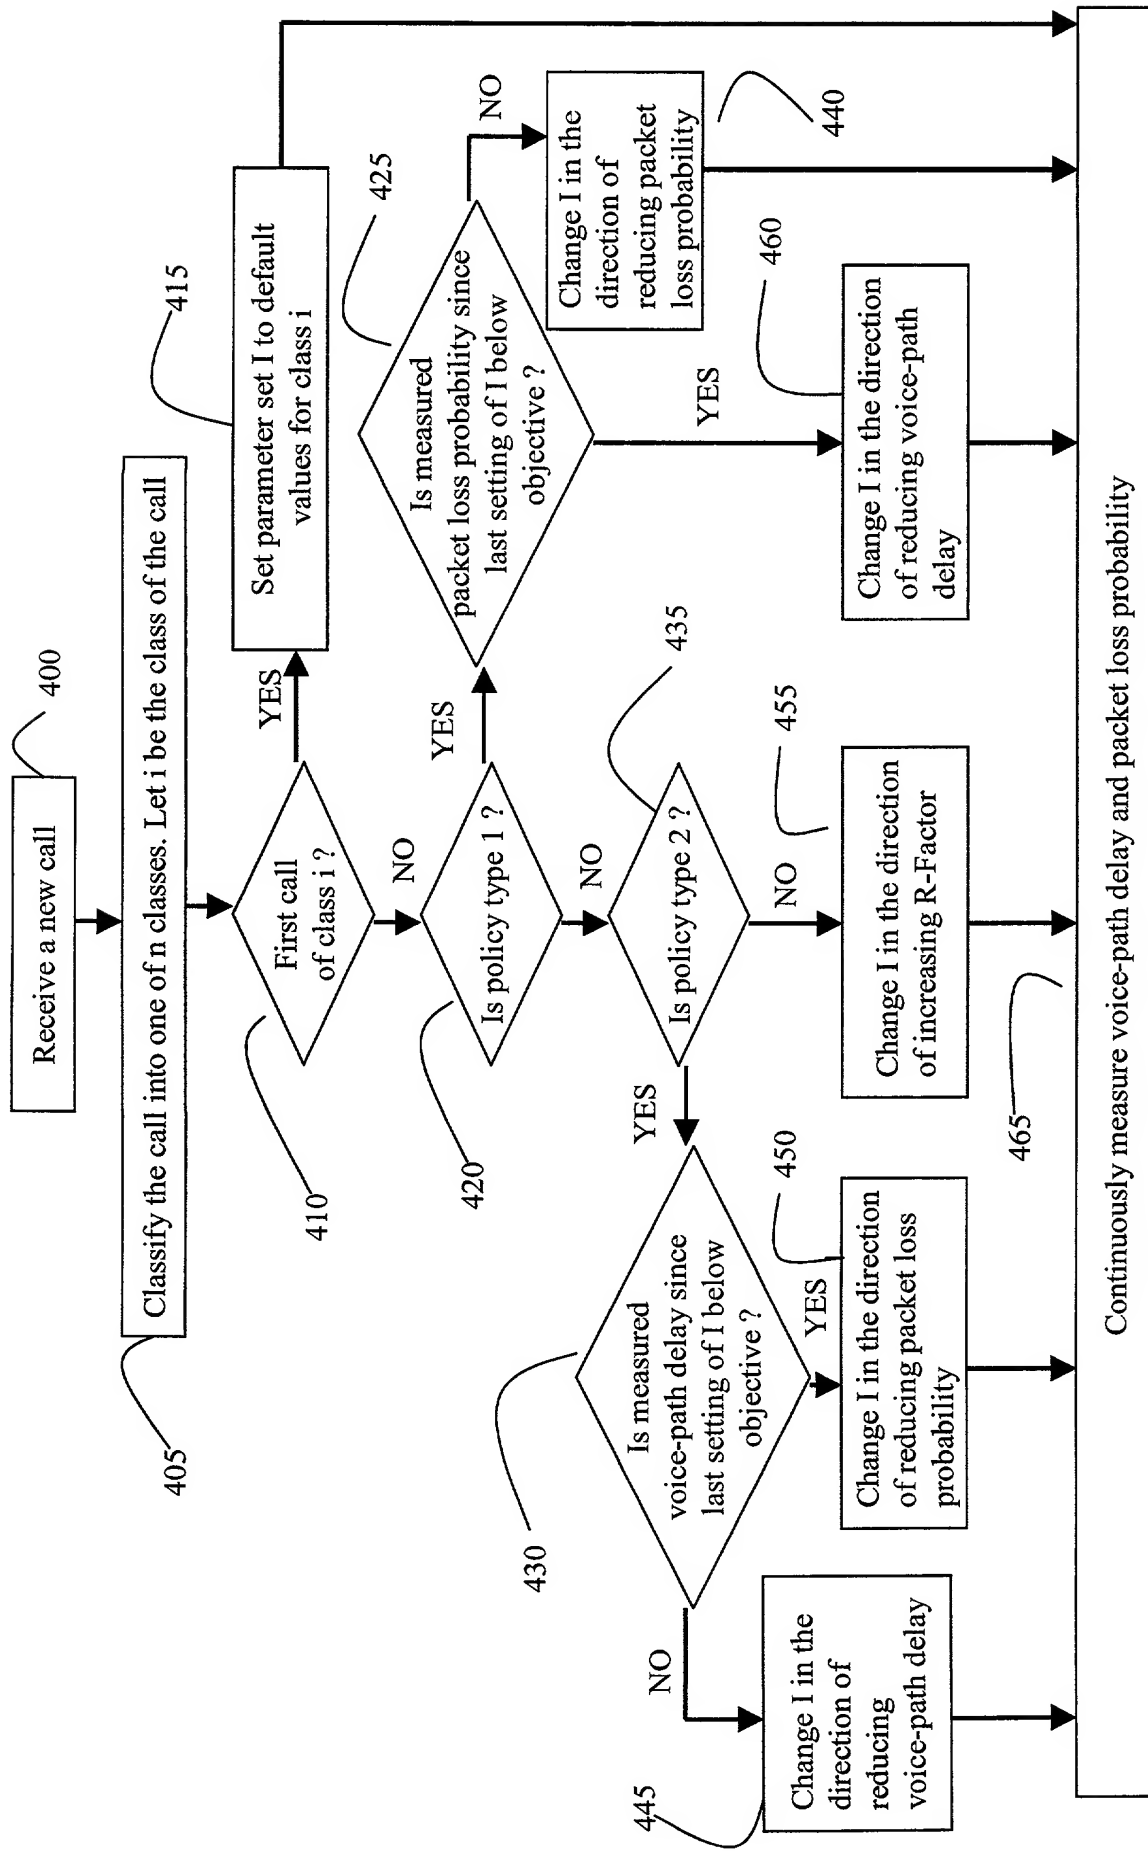 Receive a new call
400
Classify the call into one of n classes. Let i be the class of the call
405
First call
of class i ?
410
YES
Set parameter set I to default
values for class i
415
NO
Is policy type 1 ?
420
YES
Is measured
packet loss probability since
last setting of I below
objective ?
425
NO
Change I in the
direction of
reducing packet
loss probability
440
YES
Change I in the direction
of reducing voice-path
delay
460
NO
Is policy type 2 ?
435
NO
Change I in the direction
of increasing R-Factor
455
YES
Is measured
voice-path delay since
last setting of I below
objective ?
430
YES
Change I in the direction
of reducing packet loss
probability
450
NO
Change I in the
direction of
reducing
voice-path delay
445
465
Continuously measure voice-path delay and packet loss probability